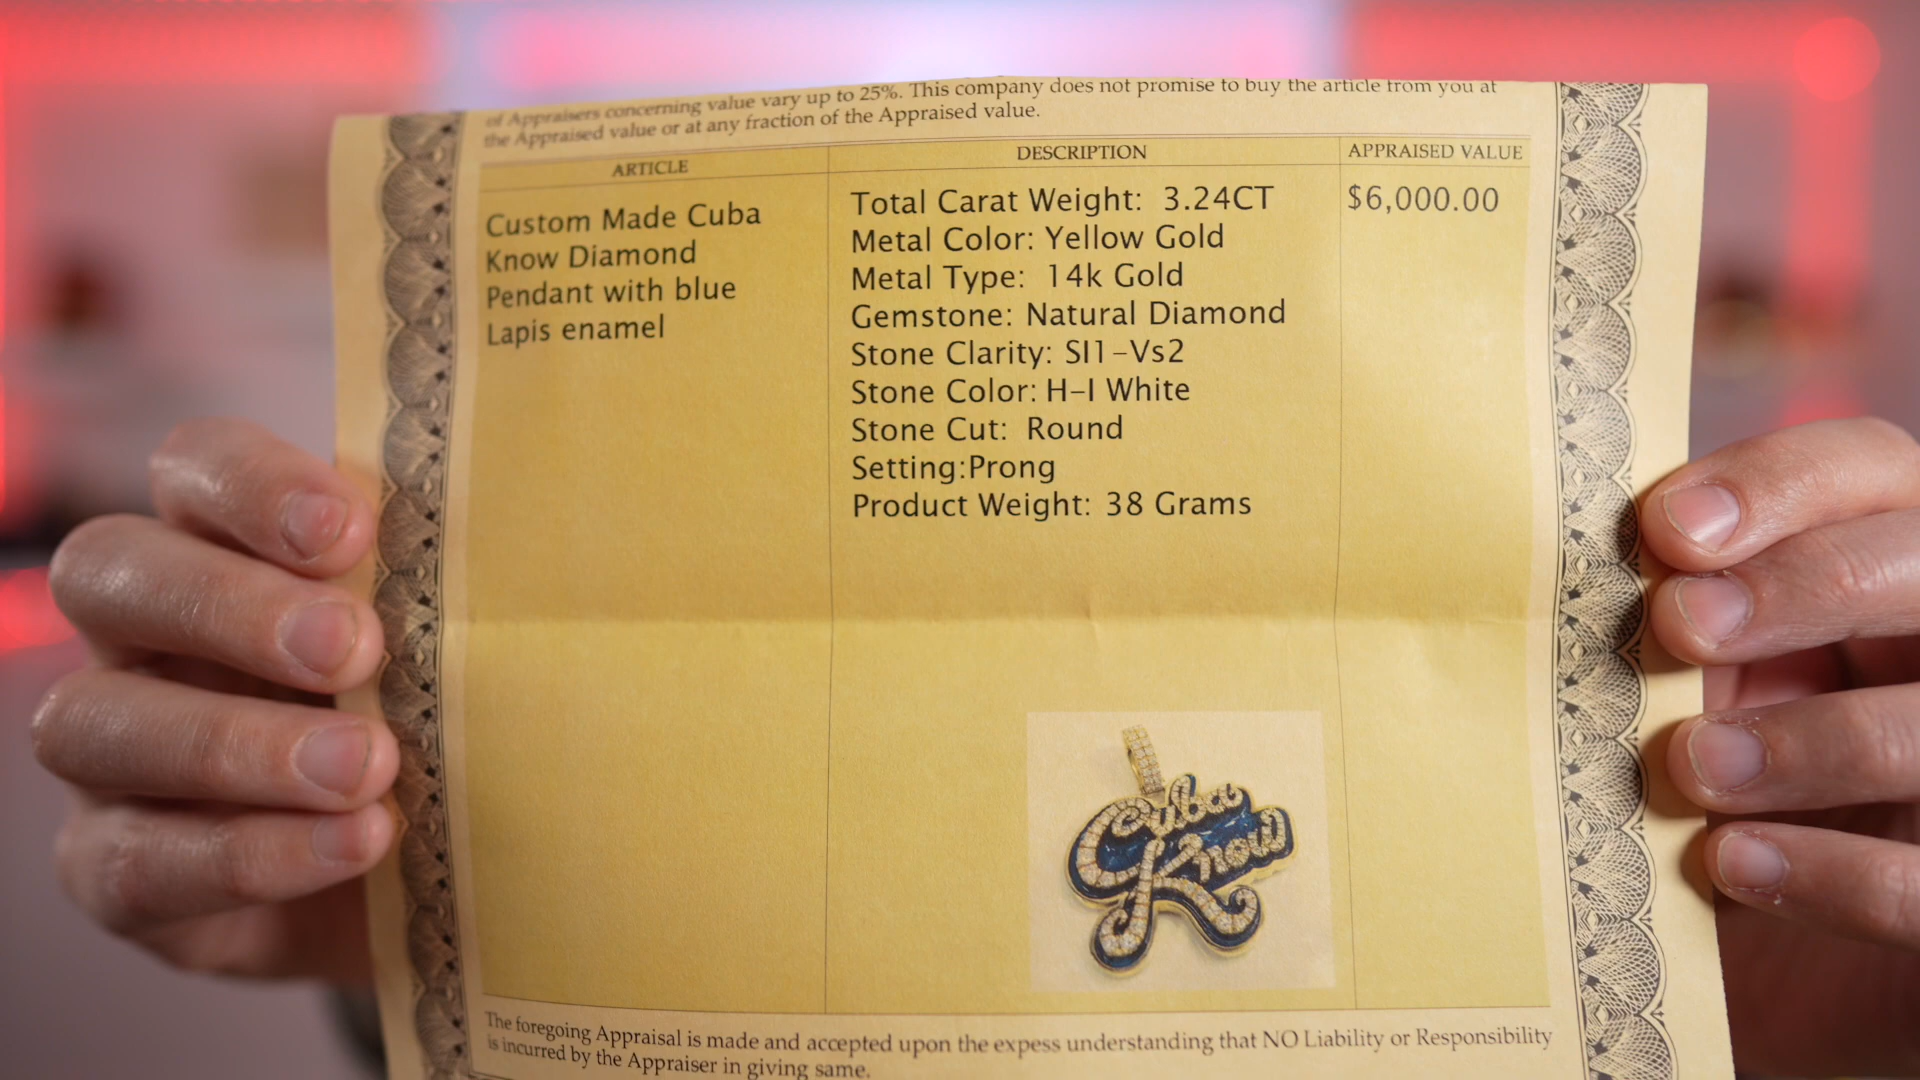 of Appraisers concerning value vary up to 25%. This company does not promise to buy the article from you at
the Appraised value or at any fraction of the Appraised value.
ARTICLE
DESCRIPTION
APPRAISED VALUE
Custom Made Cuba
Know Diamond
Pendant with blue
Lapis enamel
Total Carat Weight: 3.24CT
Metal Color: Yellow Gold
Metal Type: 14k Gold
Gemstone: Natural Diamond
Stone Clarity: SI1-Vs2
Stone Color: H-I White
Stone Cut: Round
Setting:Prong
Product Weight: 38 Grams
$6,000.00
Cuba
Know
The foregoing Appraisal is made and accepted upon the expess understanding that NO Liability or Responsibility
is incurred by the Appraiser in giving same.